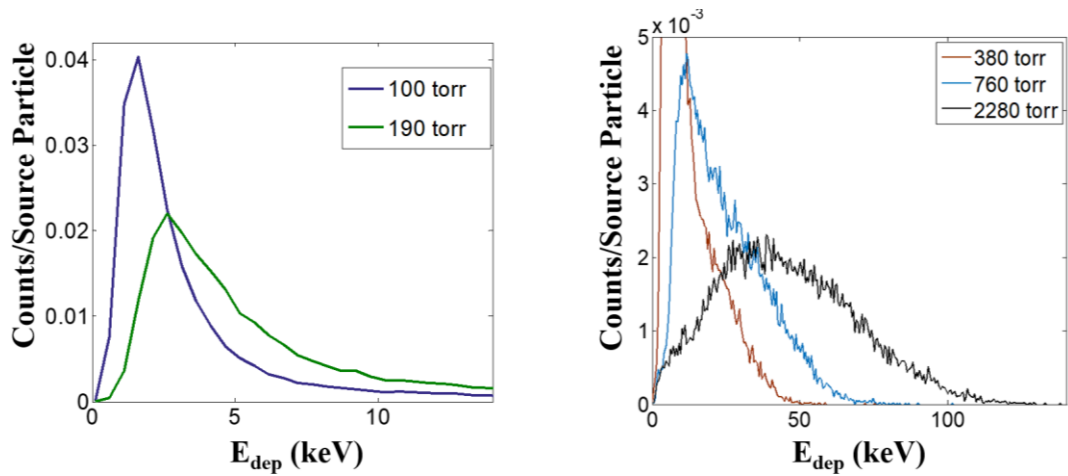 0.04
0.03
0.02
0.01
0
0
5
10
Counts/Source Particle
E_dep (keV)
100 torr
190 torr
5 x 10^-3
4
3
2
1
0
0
50
100
Counts/Source Particle
E_dep (keV)
380 torr
760 torr
2280 torr